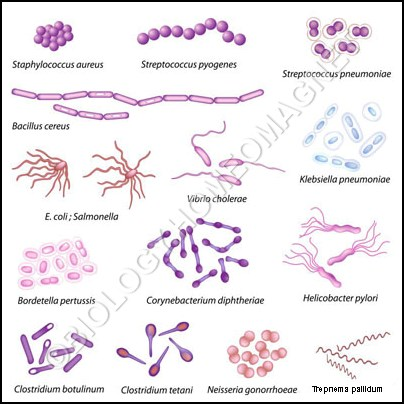 Staphylococcus aureus
Streptococcus pyogenes
Streptococcus pneumoniae
Bacillus cereus
Vibrio cholerae
Klebsiella pneumoniae
E. coli ; Salmonella
Bordetella pertussis
Corynebacterium diphtheriae
Helicobacter pylori
Clostridium botulinum
Clostridium tetani
Neisseria gonorrhoeae
Trepnema pallidum